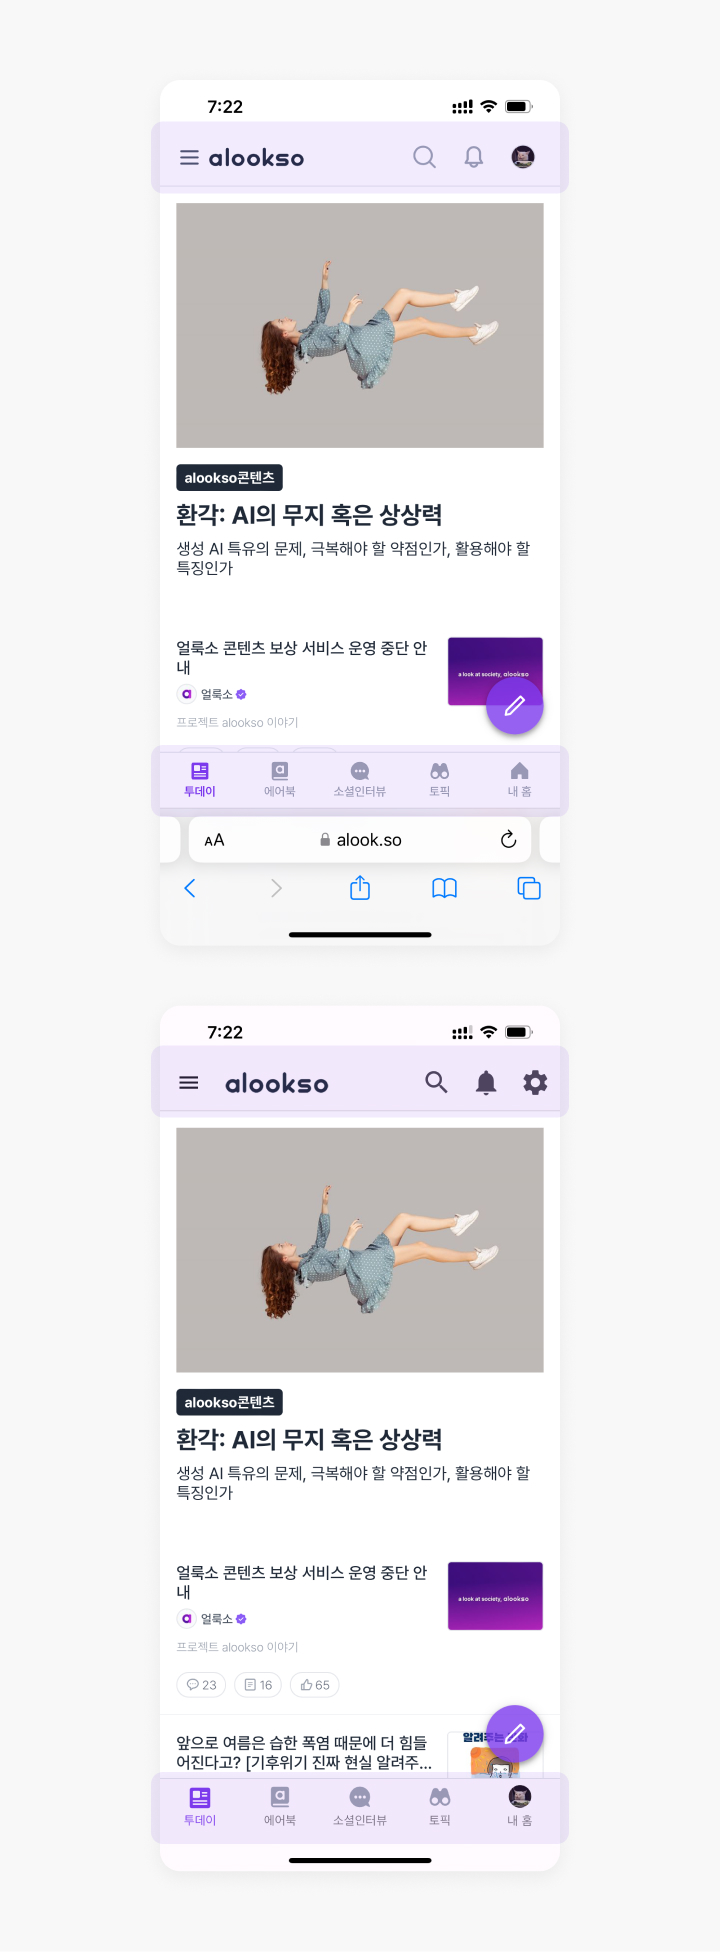 7:22
alookso
alookso콘텐츠
환각: AI의 무지 혹은 상상력
생성 AI 특유의 문제, 극복해야 할 약점인가, 활용해야 할
특징인가
얼룩소 콘텐츠 보상 서비스 운영 중단 안
내
a look at society, alookso
얼룩소
프로젝트 alookso 이야기
투데이 에어북 소셜인터뷰 토픽 내 홈
AA alook.so
7:22
alookso
alookso콘텐츠
환각: AI의 무지 혹은 상상력
생성 AI 특유의 문제, 극복해야 할 약점인가, 활용해야 할
특징인가
얼룩소 콘텐츠 보상 서비스 운영 중단 안
내
a look at society, alookso
얼룩소
프로젝트 alookso 이야기
23 16 65
앞으로 여름은 습한 폭염 때문에 더 힘들
어진다고? [기후위기 진짜 현실 알려주...
투데이 에어북 소셜인터뷰 토픽 내 홈